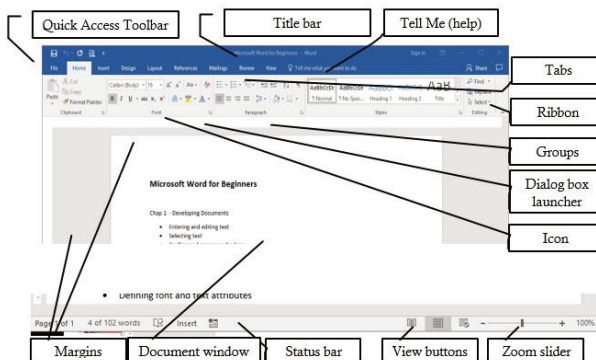 Quick Access Toolbar
Title bar
Tell Me (help)
Microsoft Word for Beginners - Word
Sign in
File Home Insert Design Layout References Mailings Review View Tell me what you want to do
Share
Tabs
Cut
Copy
Paste
Format Painter
Calibri (Body) 16
AaBbCcDc AaBbCcDc
1 Normal 1 No Spac... Heading 1 Heading 2 Title
Find
Replace
Select
Clipboard Font Paragraph Styles Editing
Ribbon
Groups
Dialog box
launcher
Icon
Microsoft Word for Beginners
Chap 1 - Developing Documents
• Entering and editing text
• Selecting text
• Defining font and text attributes
Page 1 of 1 4 of 102 words Insert
100%
Margins
Document window
Status bar
View buttons
Zoom slider